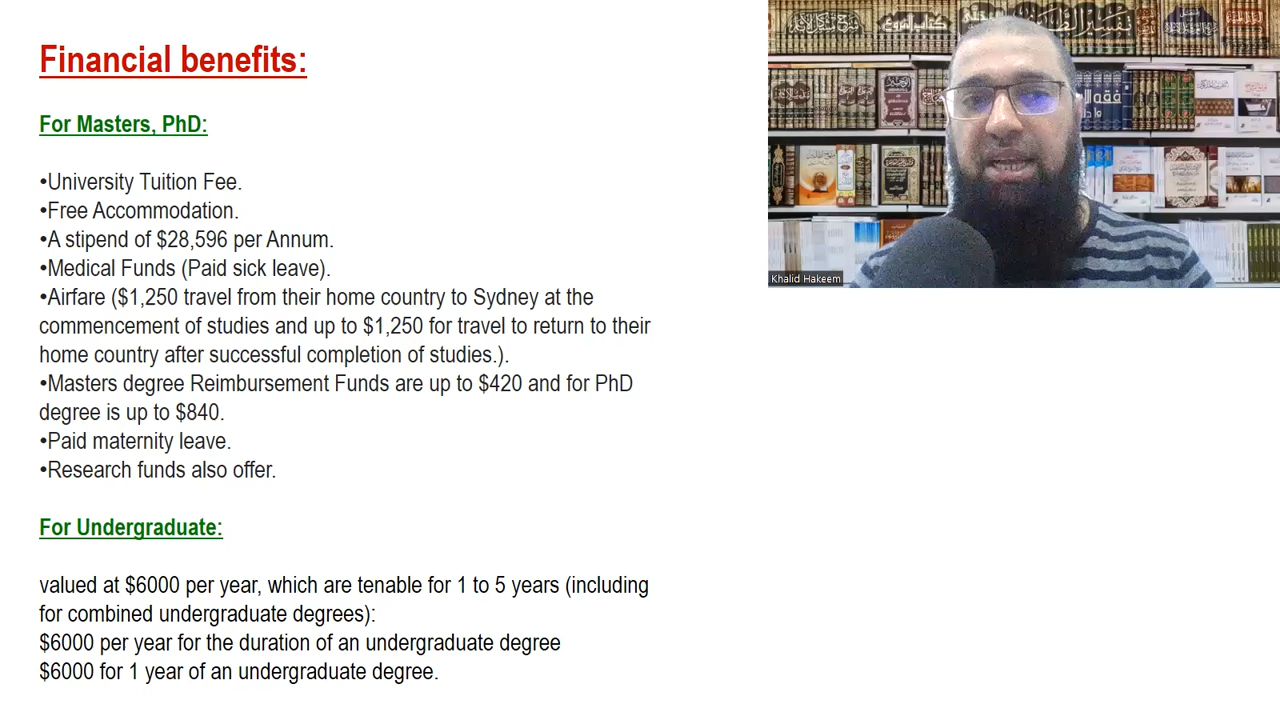 Financial benefits:
For Masters, PhD:
•University Tuition Fee.
•Free Accommodation.
•A stipend of $28,596 per Annum.
•Medical Funds (Paid sick leave).
•Airfare ($1,250 travel from their home country to Sydney at the
commencement of studies and up to $1,250 for travel to return to their
home country after successful completion of studies.).
•Masters degree Reimbursement Funds are up to $420 and for PhD
degree is up to $840.
•Paid maternity leave.
•Research funds also offer.
For Undergraduate:
valued at $6000 per year, which are tenable for 1 to 5 years (including
for combined undergraduate degrees):
$6000 per year for the duration of an undergraduate degree
$6000 for 1 year of an undergraduate degree.
كتاب الفروع
فقه
Khalid Hakeem